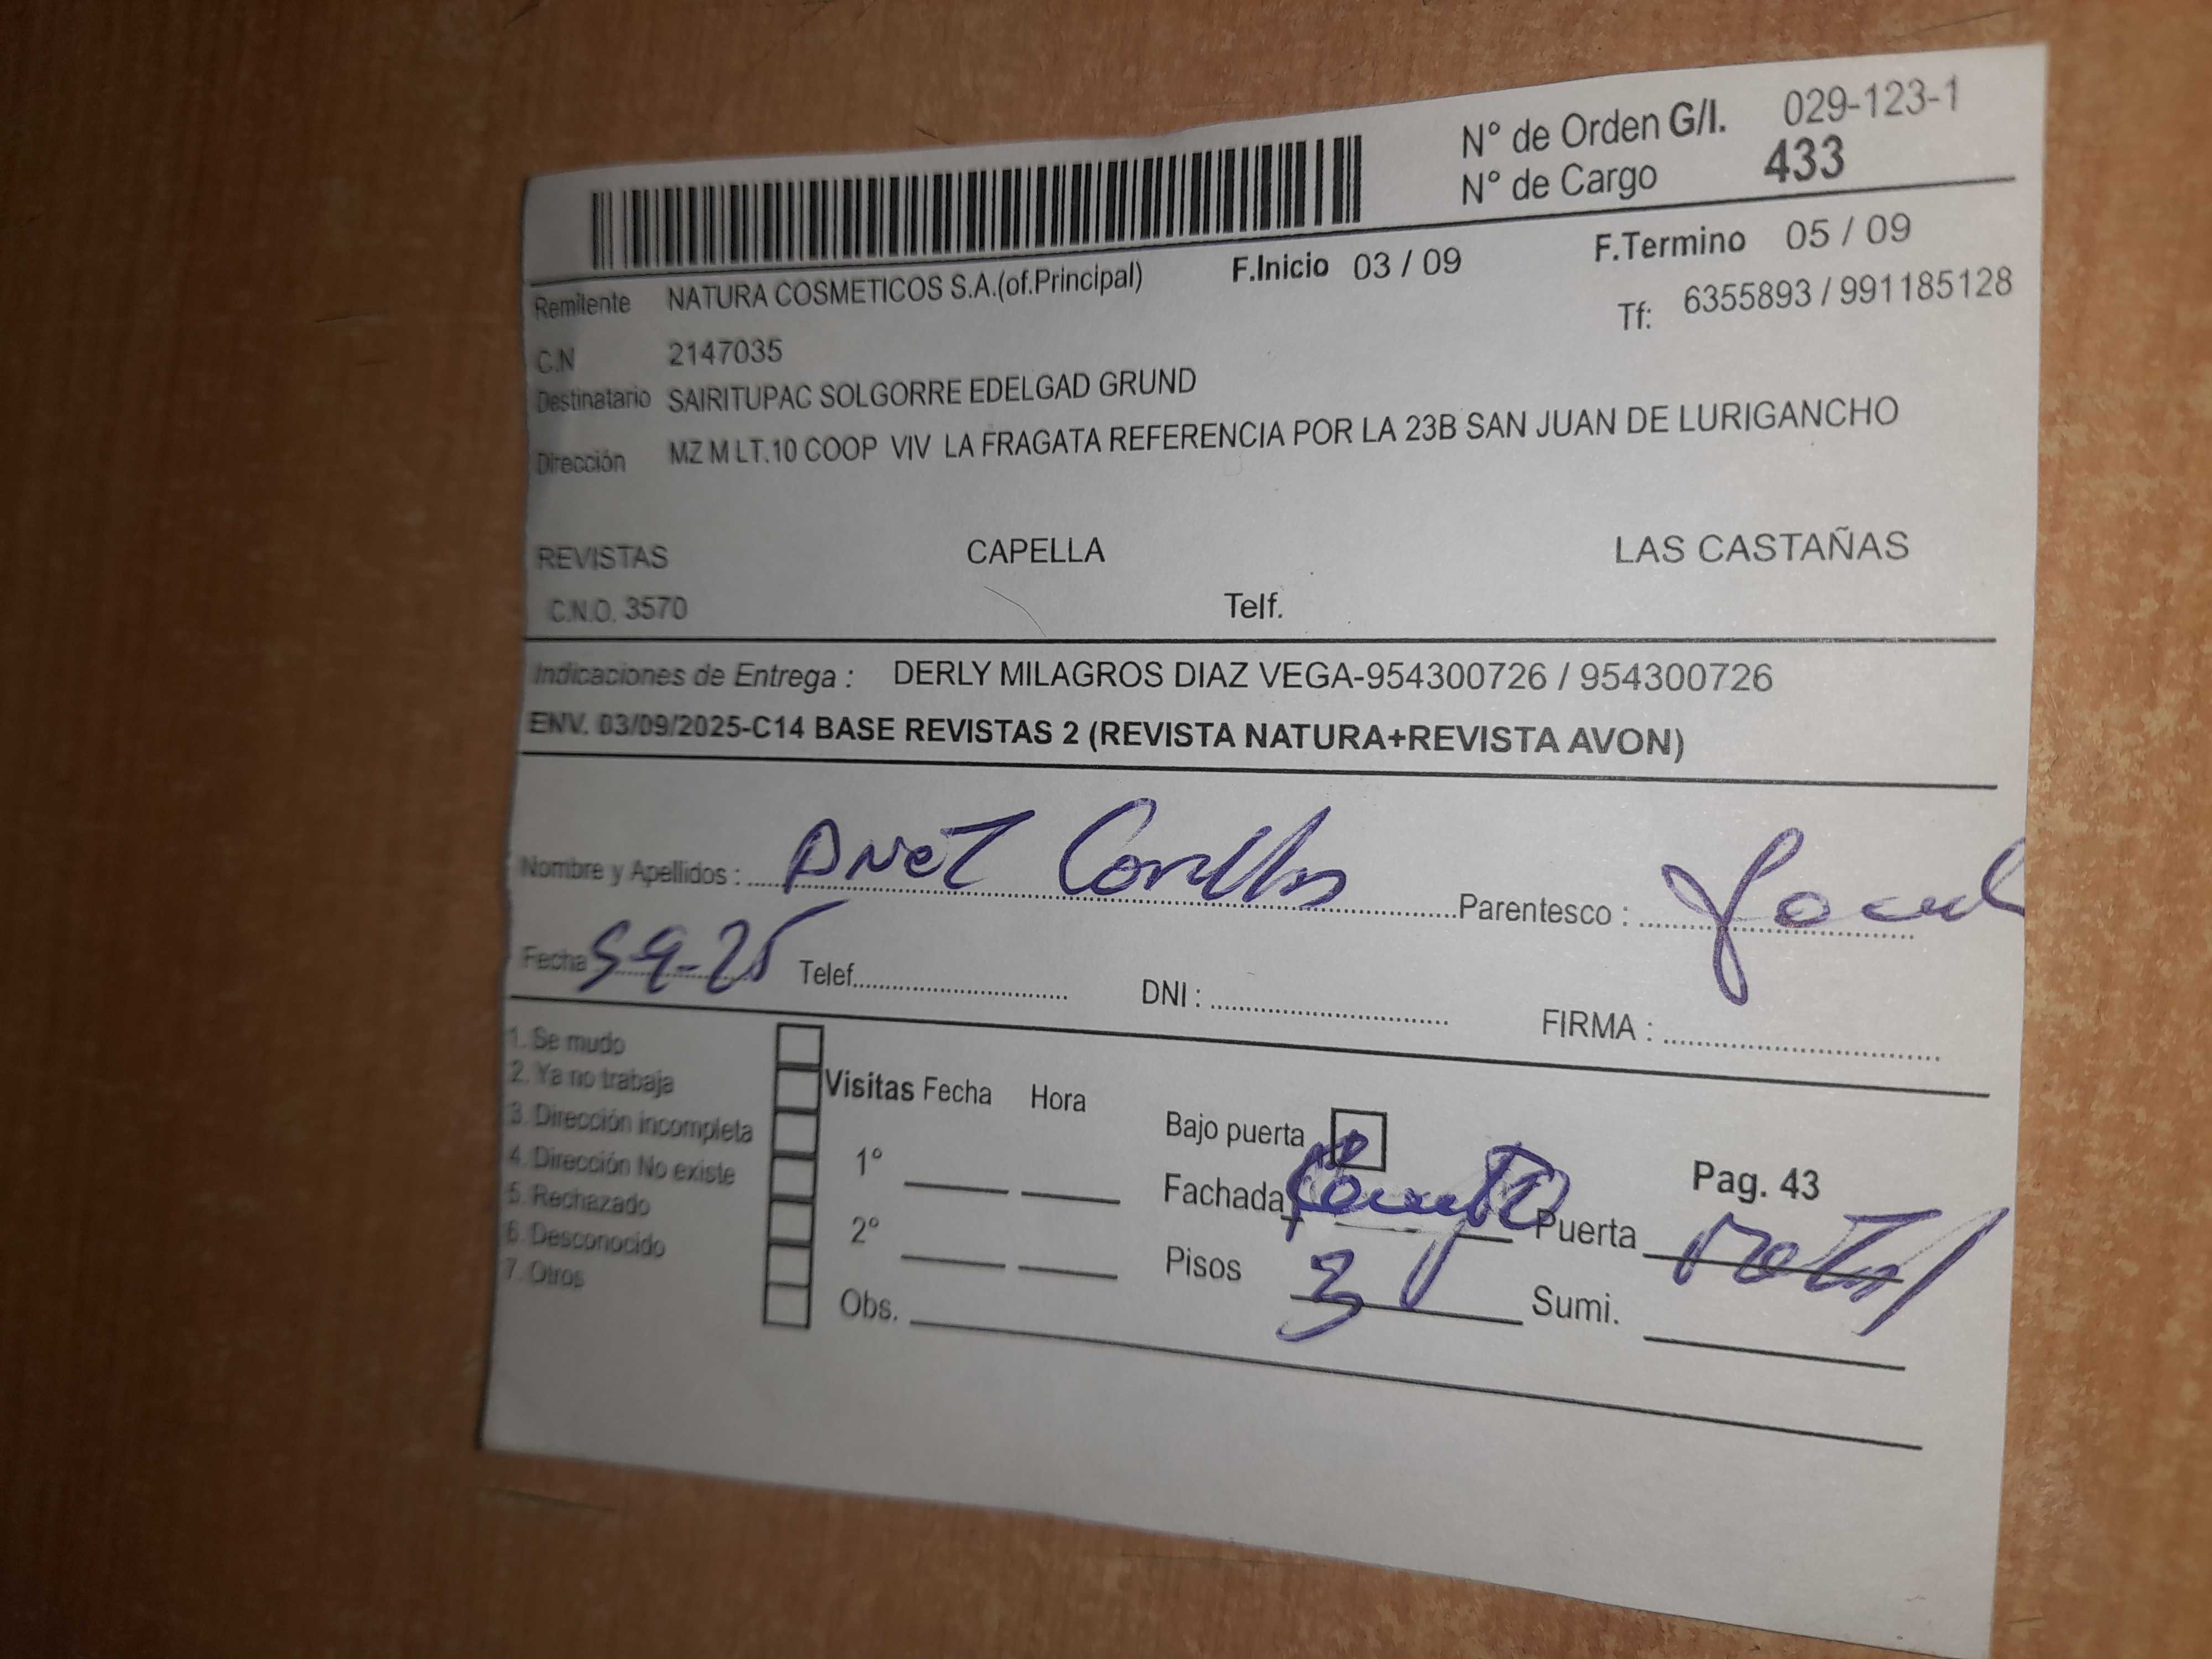 N° de Orden G/I. 029-123-1
N° de Cargo 433
Remitente NATURA COSMETICOS S.A.(of.Principal) F.Inicio 03 / 09 F.Termino 05 / 09
C.N 2147035 Tf: 6355893 / 991185128
Destinatario SAIRITUPAC SOLGORRE EDELGAD GRUND
Dirección MZ M LT.10 COOP VIV LA FRAGATA REFERENCIA POR LA 23B SAN JUAN DE LURIGANCHO
REVISTAS CAPELLA LAS CASTAÑAS
C.N.O. 3570 Telf.
Indicaciones de Entrega : DERLY MILAGROS DIAZ VEGA-954300726 / 954300726
ENV. 03/09/2025-C14 BASE REVISTAS 2 (REVISTA NATURA+REVISTA AVON)
Nombre y Apellidos : Parentesco :
Fecha 5 9-25 Telef. DNI : FIRMA :
1. Se mudo
2. Ya no trabaja Visitas Fecha Hora
3. Dirección incompleta Bajo puerta
4. Dirección No existe 1° Fachada Pag. 43
5. Rechazado
6. Desconocido 2° Pisos 3 Puerta
7. Otros Obs. Sumi.